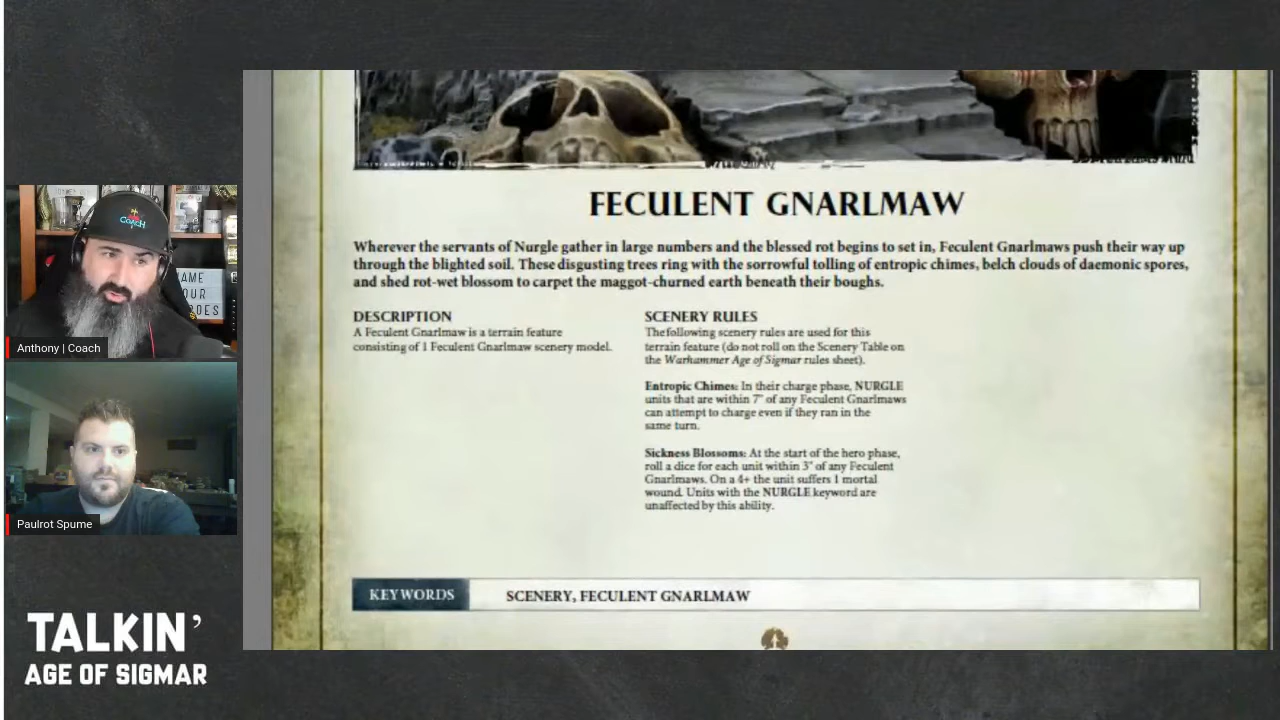 FECULENT GNARLMAW
Wherever the servants of Nurgle gather in large numbers and the blessed rot begins to set in, Feculent Gnarlmaws push their way up
through the blighted soil. These disgusting trees ring with the sorrowful tolling of entropic chimes, belch clouds of daemonic spores,
and shed rot-wet blossom to carpet the maggot-churned earth beneath their boughs.
DESCRIPTION
A Feculent Gnarlmaw is a terrain feature
consisting of 1 Feculent Gnarlmaw scenery model.
SCENERY RULES
The following scenery rules are used for this
terrain feature (do not roll on the Scenery Table on
the Warhammer Age of Sigmar rules sheet).
Entropic Chimes: In their charge phase, NURGLE
units that are within 7" of any Feculent Gnarlmaws
can attempt to charge even if they ran in the
same turn.
Sickness Blossoms: At the start of the hero phase,
roll a dice for each unit within 3" of any Feculent
Gnarlmaws. On a 4+ the unit suffers 1 mortal
wound. Units with the NURGLE keyword are
unaffected by this ability.
KEYWORDS
SCENERY, FECULENT GNARLMAW
COACH
Anthony | Coach
Paulrot Spume
TALKIN'
AGE OF SIGMAR